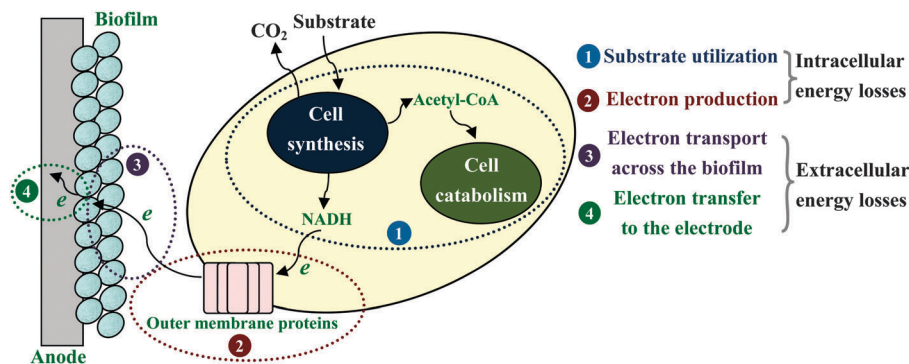 Biofilm
CO2
Substrate
Cell
synthesis
Acetyl-CoA
Cell
catabolism
NADH
1
e
3
4
e
e
Outer membrane proteins
2
Anode
1 Substrate utilization
2 Electron production
Intracellular
energy losses
3 Electron transport
across the biofilm
4 Electron transfer
to the electrode
Extracellular
energy losses